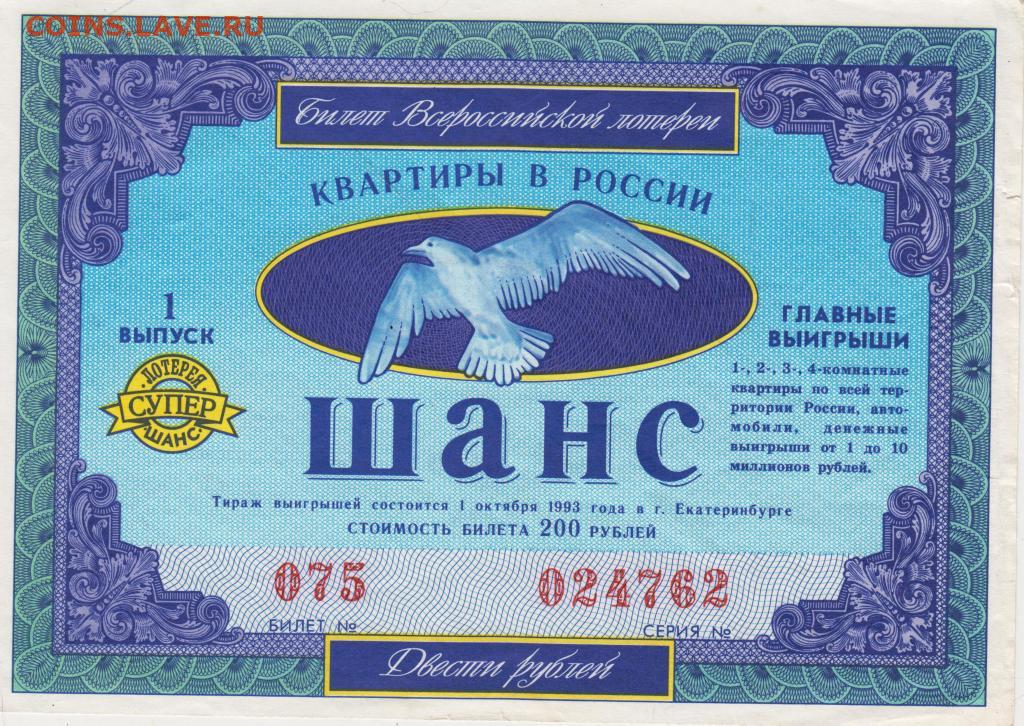 COINS.LAVE.RU
Билет Всероссийской лотереи
КВАРТИРЫ В РОССИИ
1
ВЫПУСК
ЛОТЕРЕЯ
СУПЕР
ШАНС
ГЛАВНЫЕ
ВЫИГРЫШИ
1-, 2-, 3-, 4-комнатные
квартиры по всей тер-
ритории России, авто-
мобили, денежные
выигрыши от 1 до 10
миллионов рублей.
шанс
Тираж выигрышей состоится 1 октября 1993 года в г. Екатеринбурге
СТОИМОСТЬ БИЛЕТА 200 РУБЛЕЙ
075 024762
БИЛЕТ № СЕРИЯ №
Двести рублей